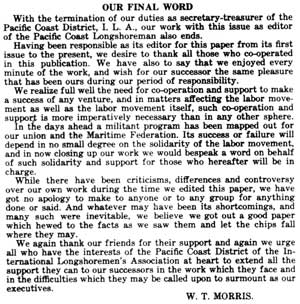 OUR FINAL WORD
With the termination of our duties as secretary-treasurer of the
Pacific Coast District, I. L. A., our work with this issue as editor
of the Pacific Coast Longshoreman also ends.
Having been responsible as its editor for this paper from its first
issue to the present, we desire to thank all those who co-operated
in this publication. We have also to say that we enjoyed every
minute of the work, and wish for our successor the same pleasure
that has been ours during our period of responsibility.
We realize full well the need for co-operation and support to make
a success of any venture, and in matters affecting the labor move-
ment as well as the labor movement itself, such co-operation and
support is more imperatively necessary than in any other sphere.
In the days ahead a militant program has been mapped out for
our union and the Maritime Federation. Its success or failure will
depend in no small degree on the solidarity of the labor movement,
and in now closing up our work we would bespeak a word on behalf
of such solidarity and support for those who hereafter will be in
charge.
While there have been criticisms, differences and controversy
over our own work during the time we edited this paper, we have
got no apology to make to anyone or to any group for anything
done or said. And whatever may have been its shortcomings, and
many such were inevitable, we believe we got out a good paper
which hewed to the facts as we saw them and let the chips fall
where they may.
We again thank our friends for their support and again we urge
all who have the interests of the Pacific Coast District of the In-
ternational Longshoremen's Association at heart to extend all the
support they can to our successors in the work which they face and
in the difficulties which they may be called upon to surmount as our
executives.
W. T. MORRIS.